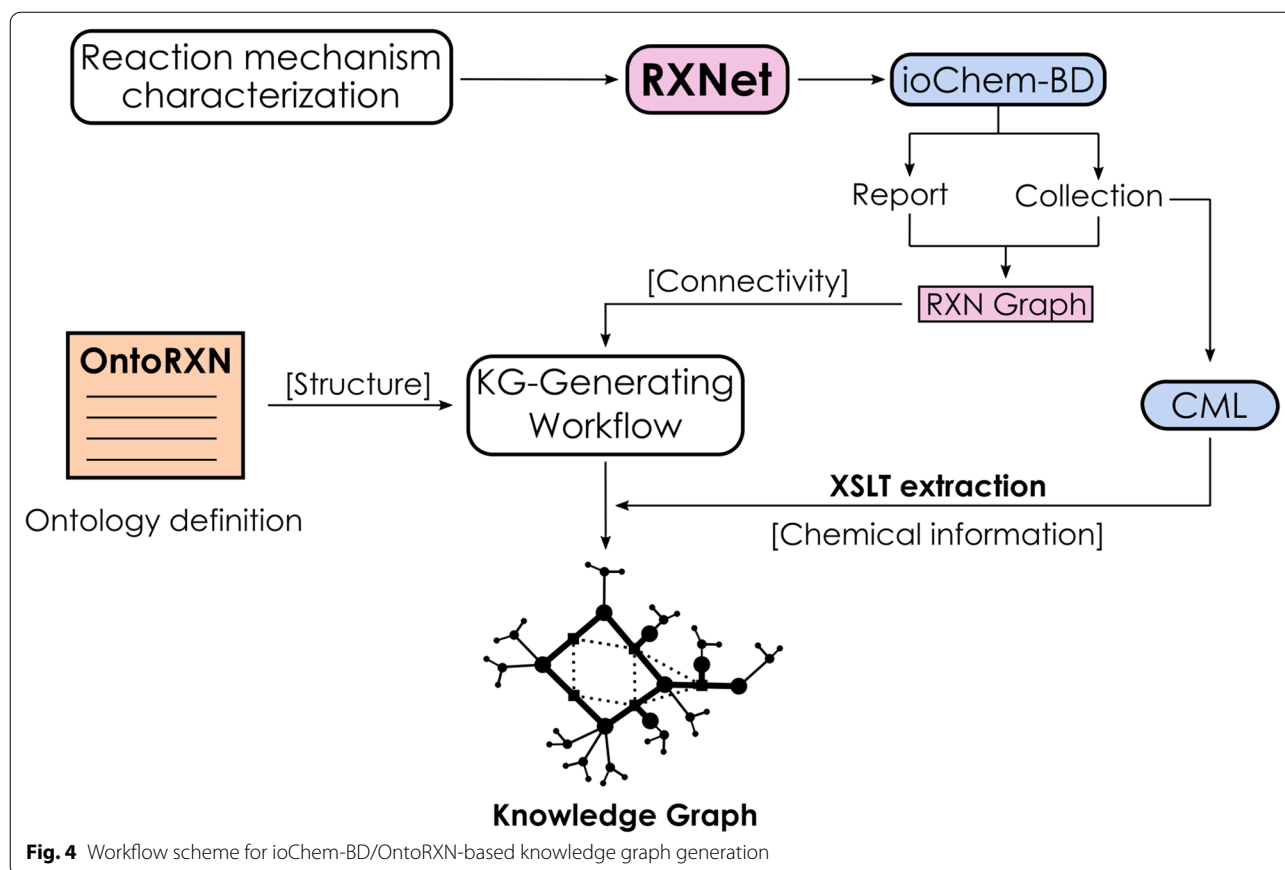 Reaction mechanism
characterization
RXNet
ioChem-BD
Report
Collection
[Connectivity]
RXN Graph
OntoRXN
[Structure]
KG-Generating
Workflow
CML
Ontology definition
XSLT extraction
[Chemical information]
Knowledge Graph
Fig. 4 Workflow scheme for ioChem-BD/OntoRXN-based knowledge graph generation